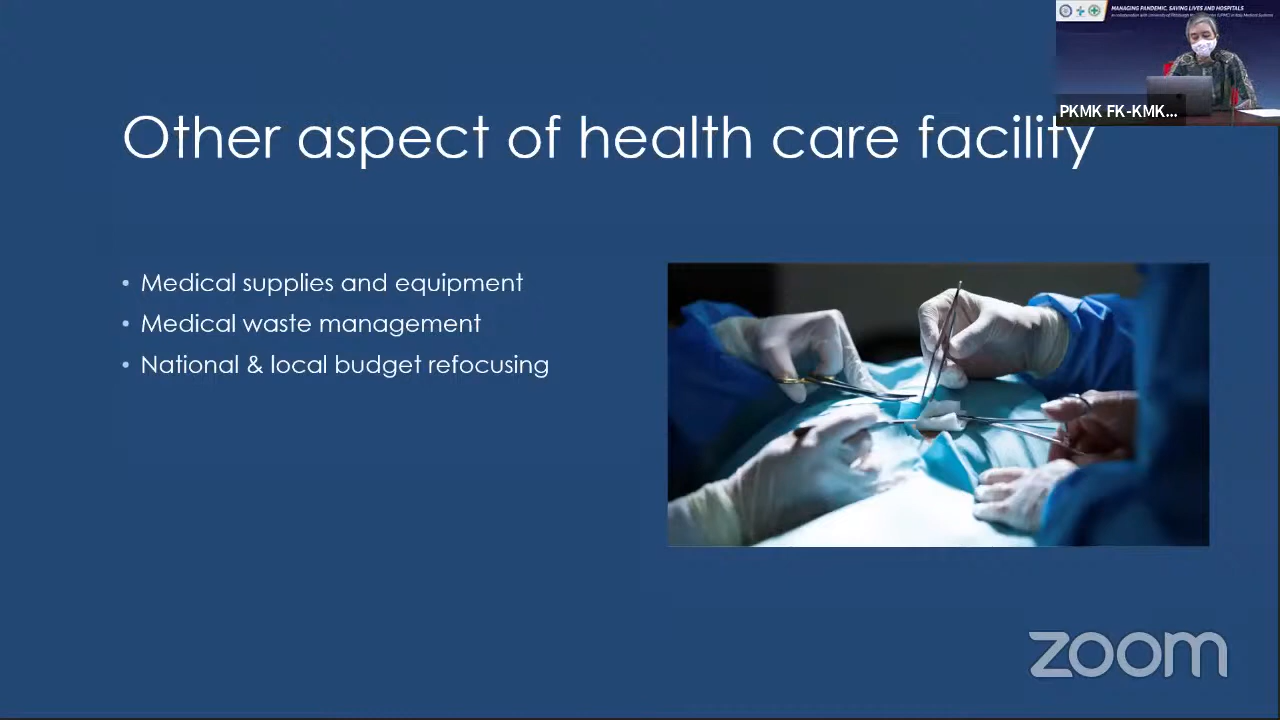 MANAGING PANDEMIC, SAVING LIVES AND HOSPITALS
PKMK FK-KMK...
Other aspect of health care facility
• Medical supplies and equipment
• Medical waste management
• National & local budget refocusing
zoom